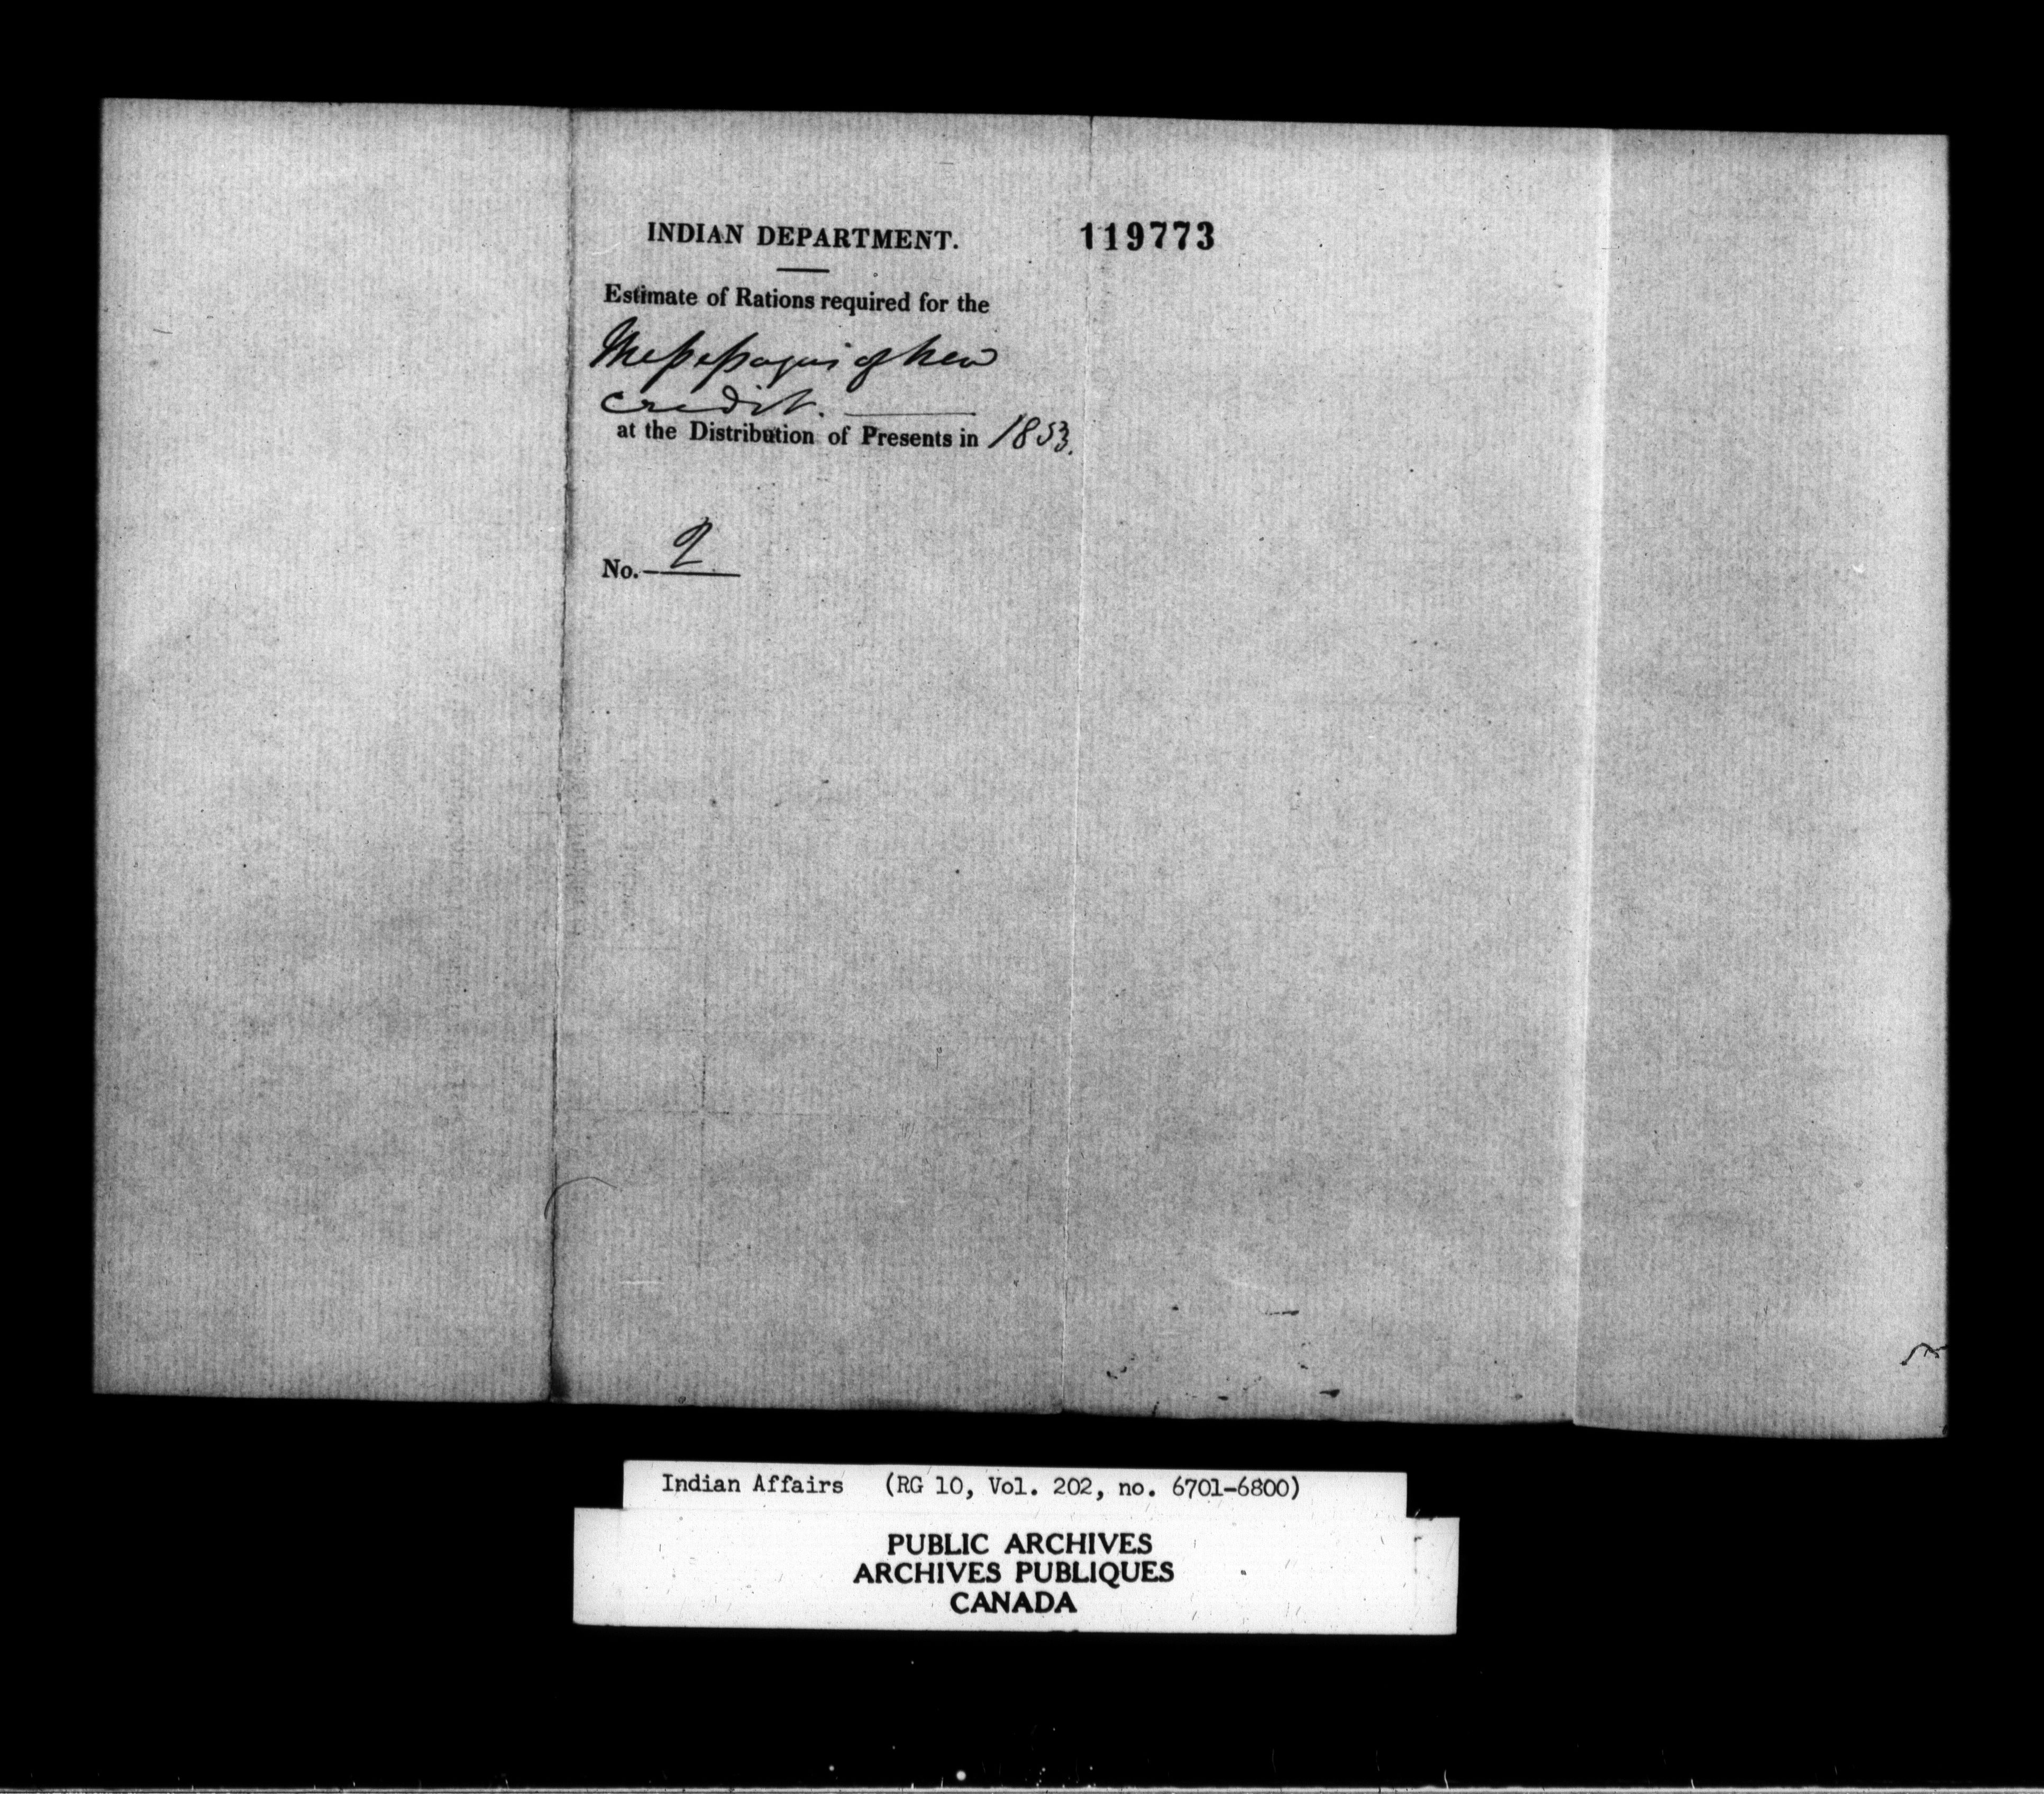 INDIAN DEPARTMENT.
119773
Estimate of Rations required for the
Messessagues of New
Credit.
at the Distribution of Presents in 1853.
No. 2
Indian Affairs (RG 10, Vol. 202, no. 6701-6800)
PUBLIC ARCHIVES
ARCHIVES PUBLIQUES
CANADA